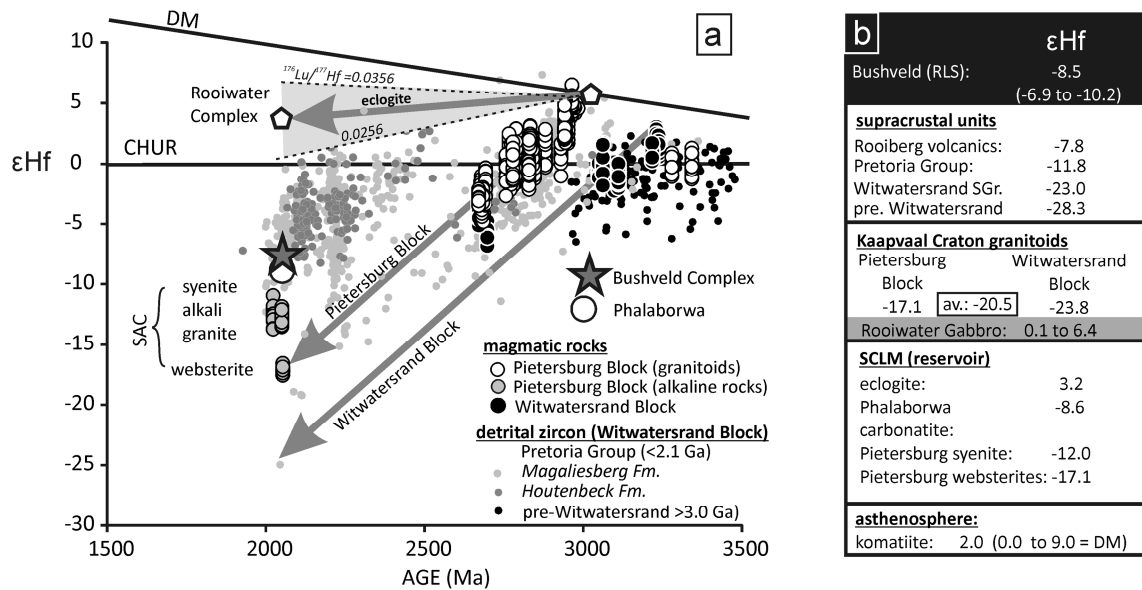 a
DM
10
5
0
-5
-10
-15
-20
-25
-30
εHf
1500
2000
2500
3000
3500
AGE (Ma)
CHUR
Rooiwater
Complex
176Lu/177Hf =0.0356
eclogite
0.0256
Pietersburg Block
Witwatersrand Block
SAC
syenite
alkali
granite
websterite
Bushveld Complex
Phalaborwa
magmatic rocks
Pietersburg Block (granitoids)
Pietersburg Block (alkaline rocks)
Witwatersrand Block
detrital zircon (Witwatersrand Block)
Pretoria Group (<2.1 Ga)
Magaliesberg Fm.
Houtenbeck Fm.
pre-Witwatersrand >3.0 Ga)
b
εHf
Bushveld (RLS): -8.5
(-6.9 to -10.2)
supracrustal units
Rooiberg volcanics: -7.8
Pretoria Group: -11.8
Witwatersrand SGr. -23.0
pre. Witwatersrand -28.3
Kaapvaal Craton granitoids
Pietersburg Witwatersrand
Block Block
-17.1 av.: -20.5 -23.8
Rooiwater Gabbro: 0.1 to 6.4
SCLM (reservoir)
eclogite: 3.2
Phalaborwa -8.6
carbonatite:
Pietersburg syenite: -12.0
Pietersburg websterites: -17.1
asthenosphere:
komatiite: 2.0 (0.0 to 9.0 = DM)